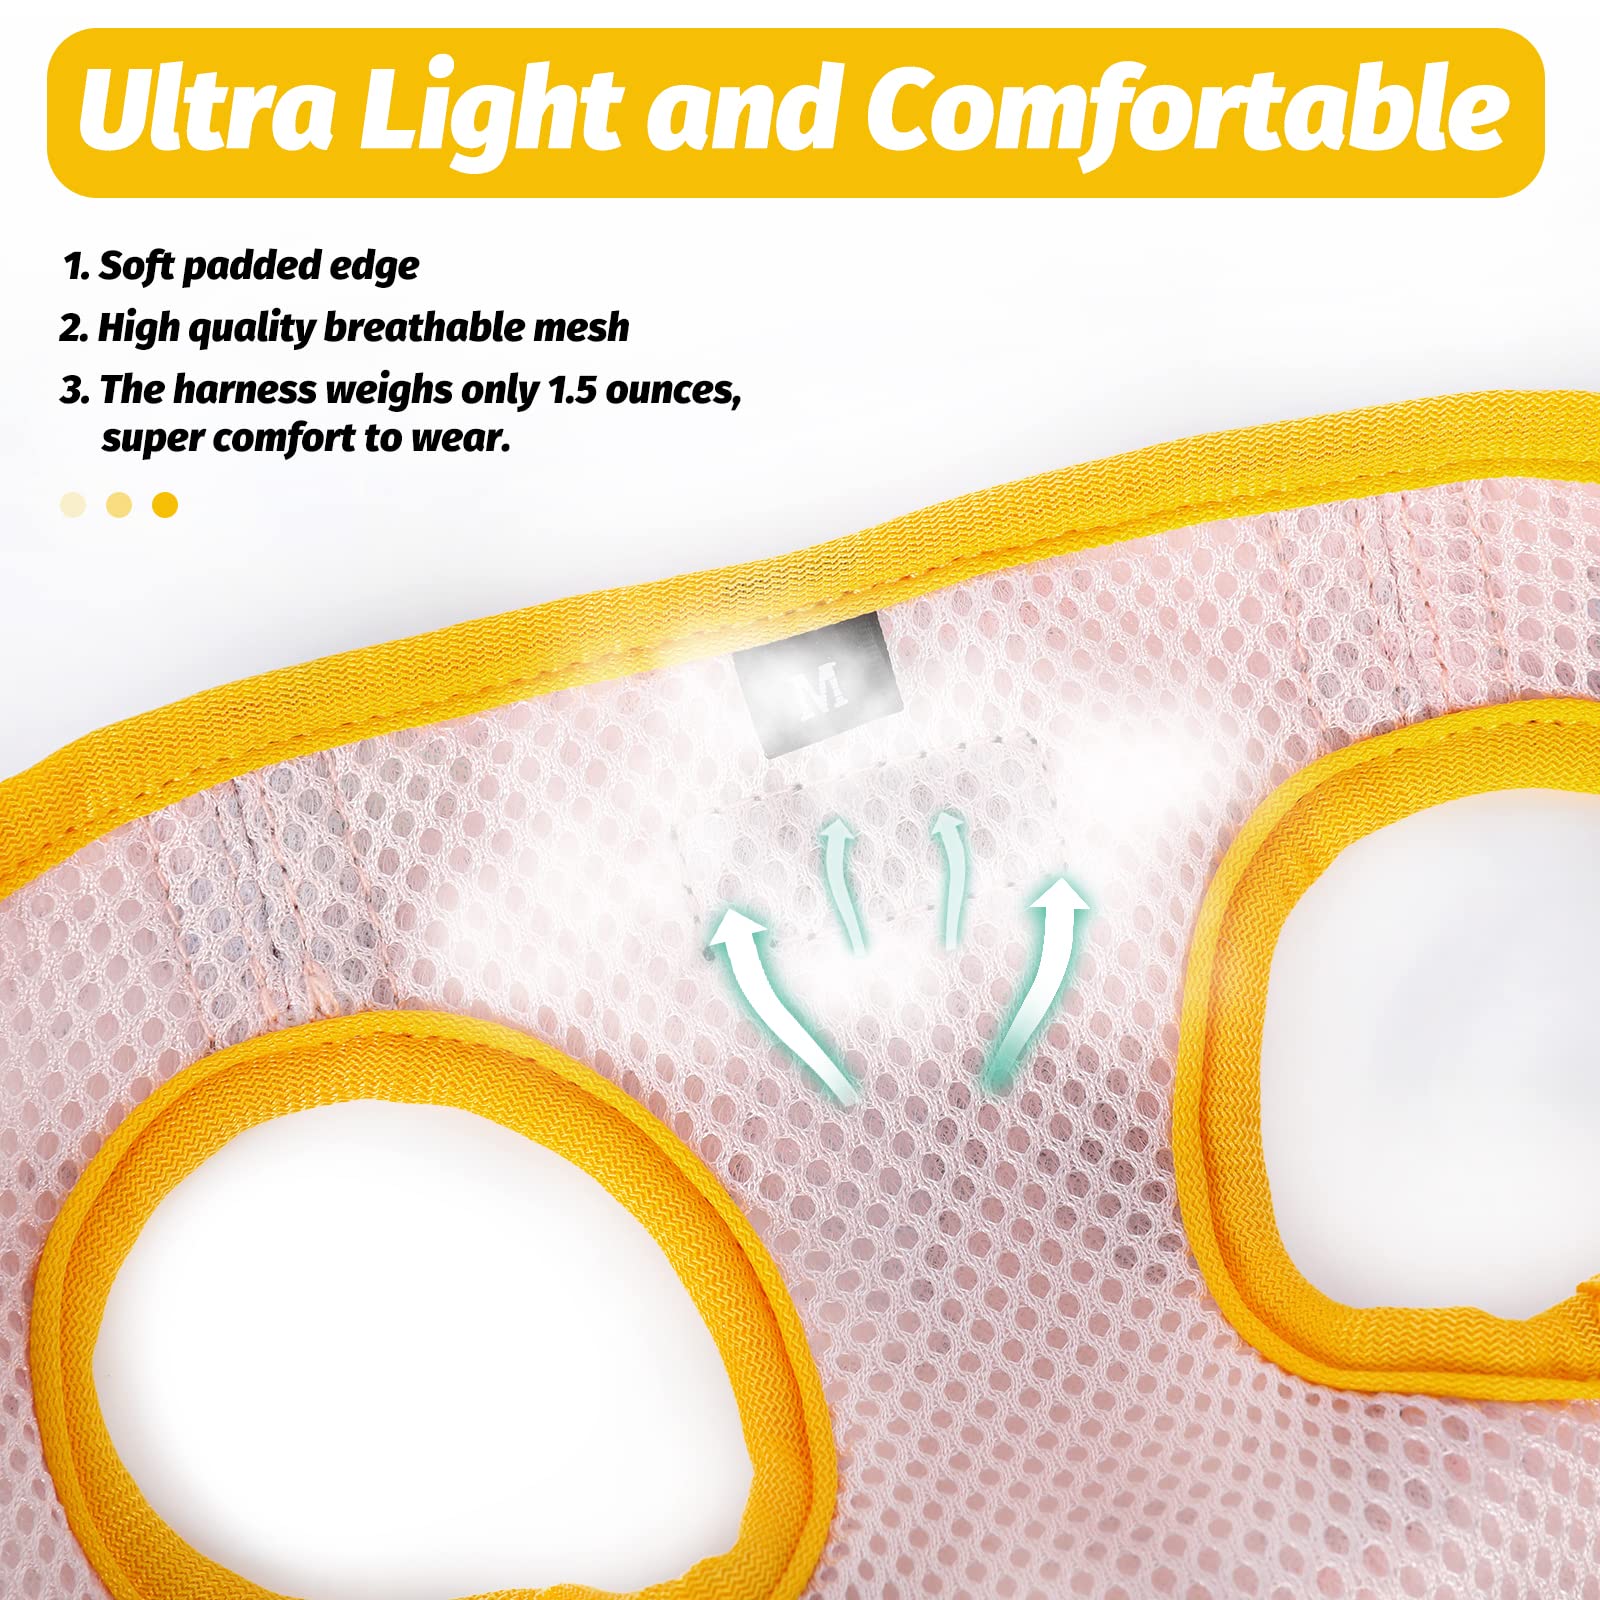 Ultra Light and Comfortable
1. Soft padded edge
2. High quality breathable mesh
3. The harness weighs only 1.5 ounces,
super comfort to wear.
M